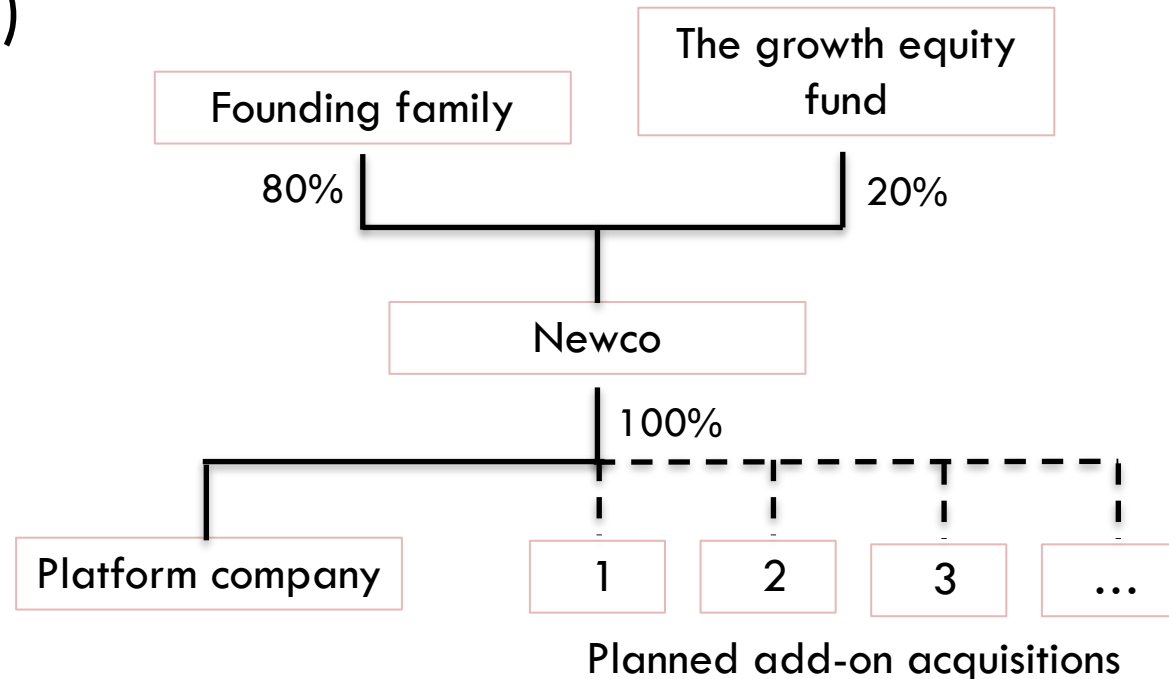 )
The growth equity
fund
Founding family
80%
20%
Newco
100%
Platform company
1
2
3
...
Planned add-on acquisitions